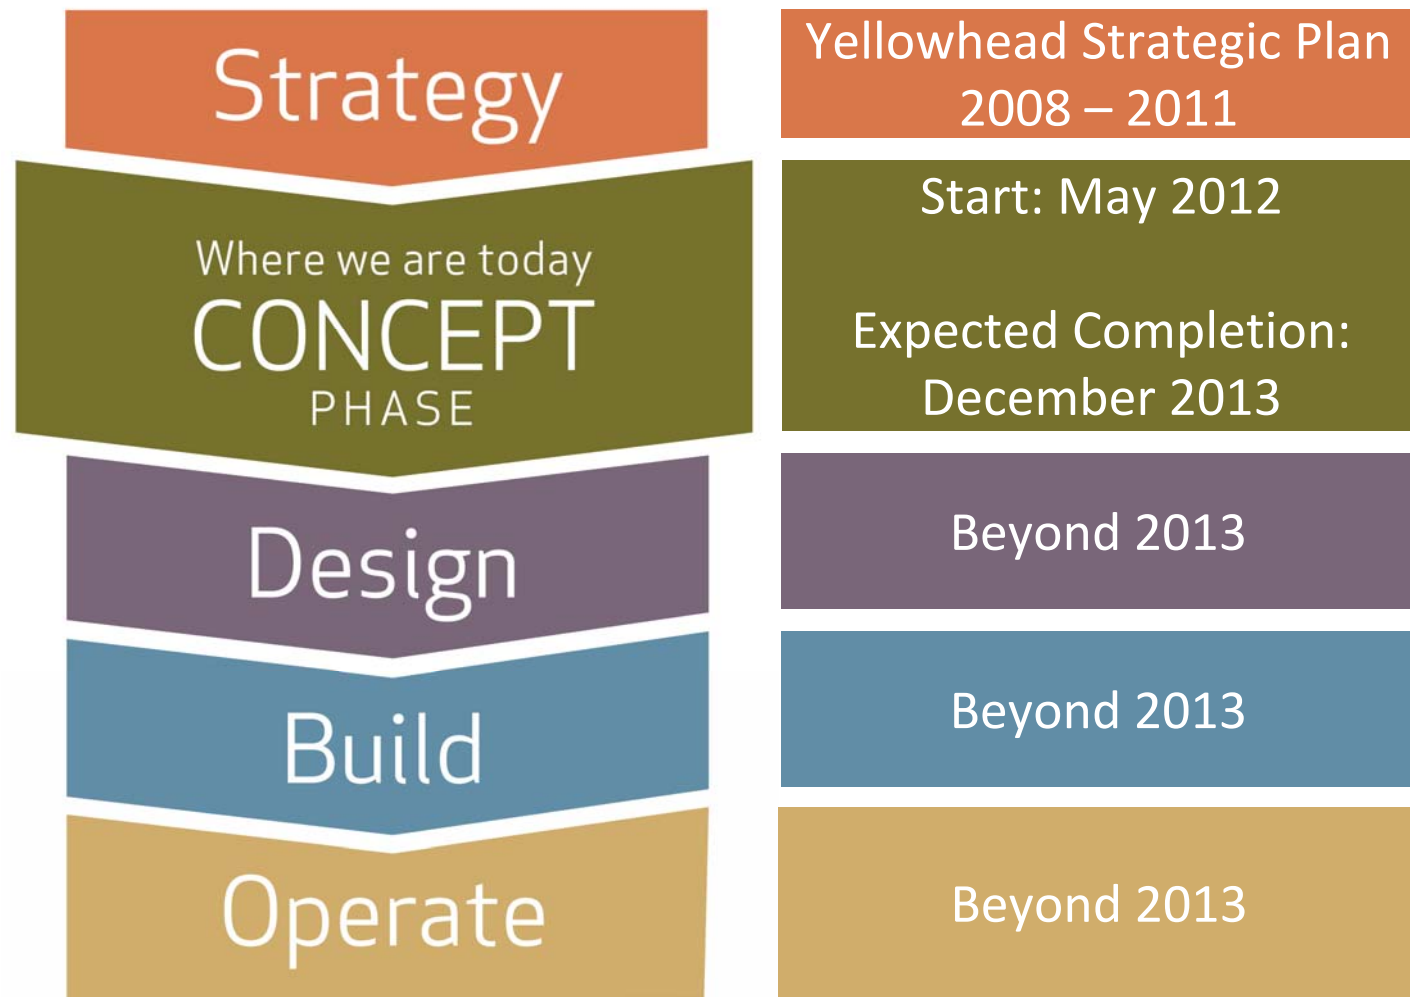 Strategy
Yellowhead Strategic Plan
2008 – 2011
Where we are today
CONCEPT
PHASE
Start: May 2012
Expected Completion:
December 2013
Design
Beyond 2013
Build
Beyond 2013
Operate
Beyond 2013